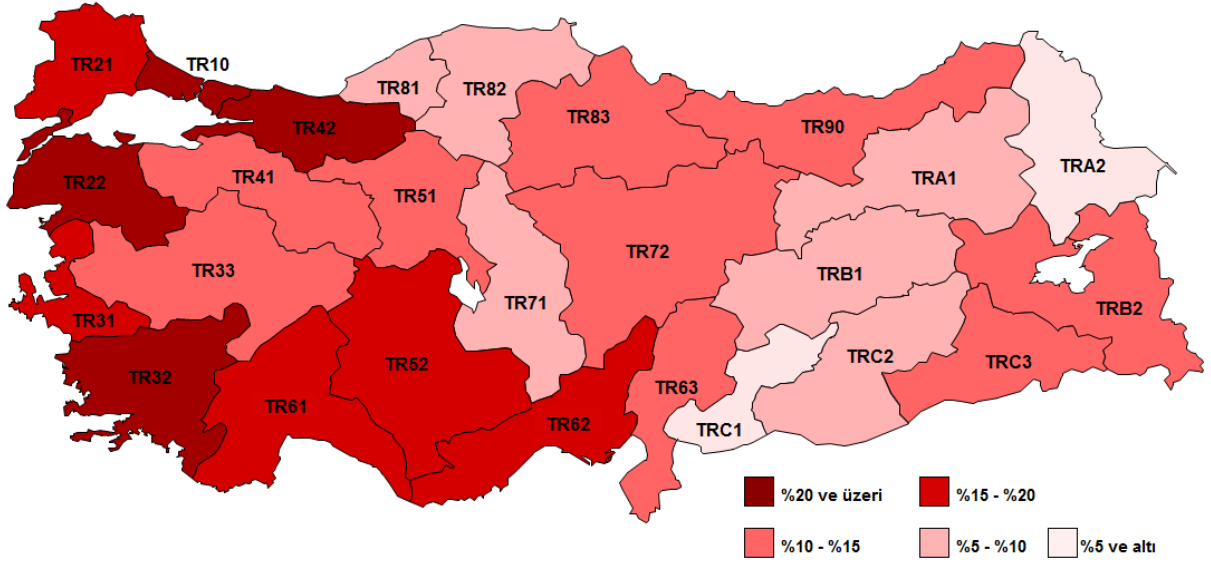 TR21
TR10
TR81
TR82
TR42
TR83
TR90
TR22
TR41
TR51
TRA1
TRA2
TR33
TR72
TRB1
TR71
TRB2
TR31
TR32
TR52
TR61
TR62
TR63
TRC2
TRC3
TRC1
%20 ve üzeri
%15 - %20
%10 - %15
%5 - %10
%5 ve altı